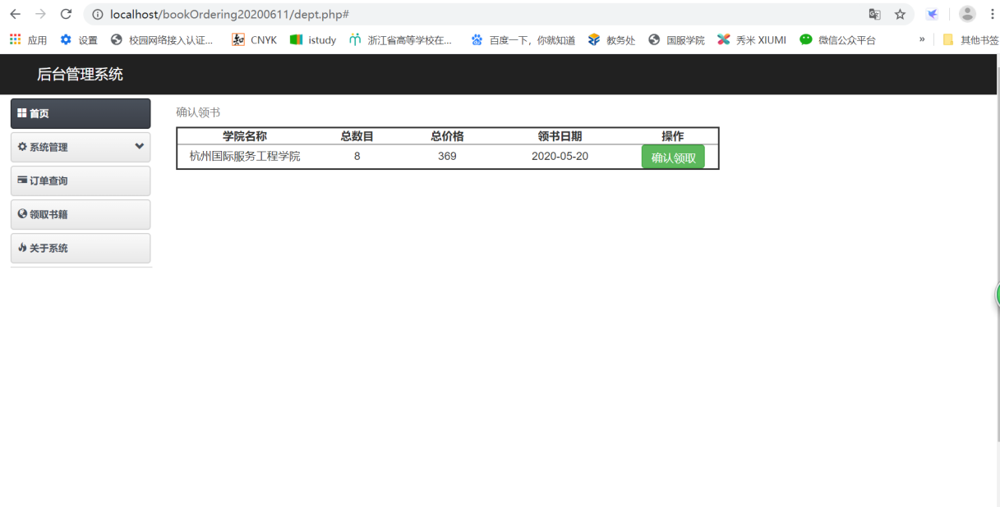 localhost/bookOrdering20200611/dept.php#
应用 设置 校园网络接入认证... CNYK istudy 浙江省高等学校在... 百度一下，你就知道 教务处 国服学院 秀米 XIUMI 微信公众平台 » 其他书签
后台管理系统
首页
系统管理
订单查询
领取书籍
关于系统
确认领书
学院名称 总数目 总价格 领书日期 操作
杭州国际服务工程学院 8 369 2020-05-20 确认领取